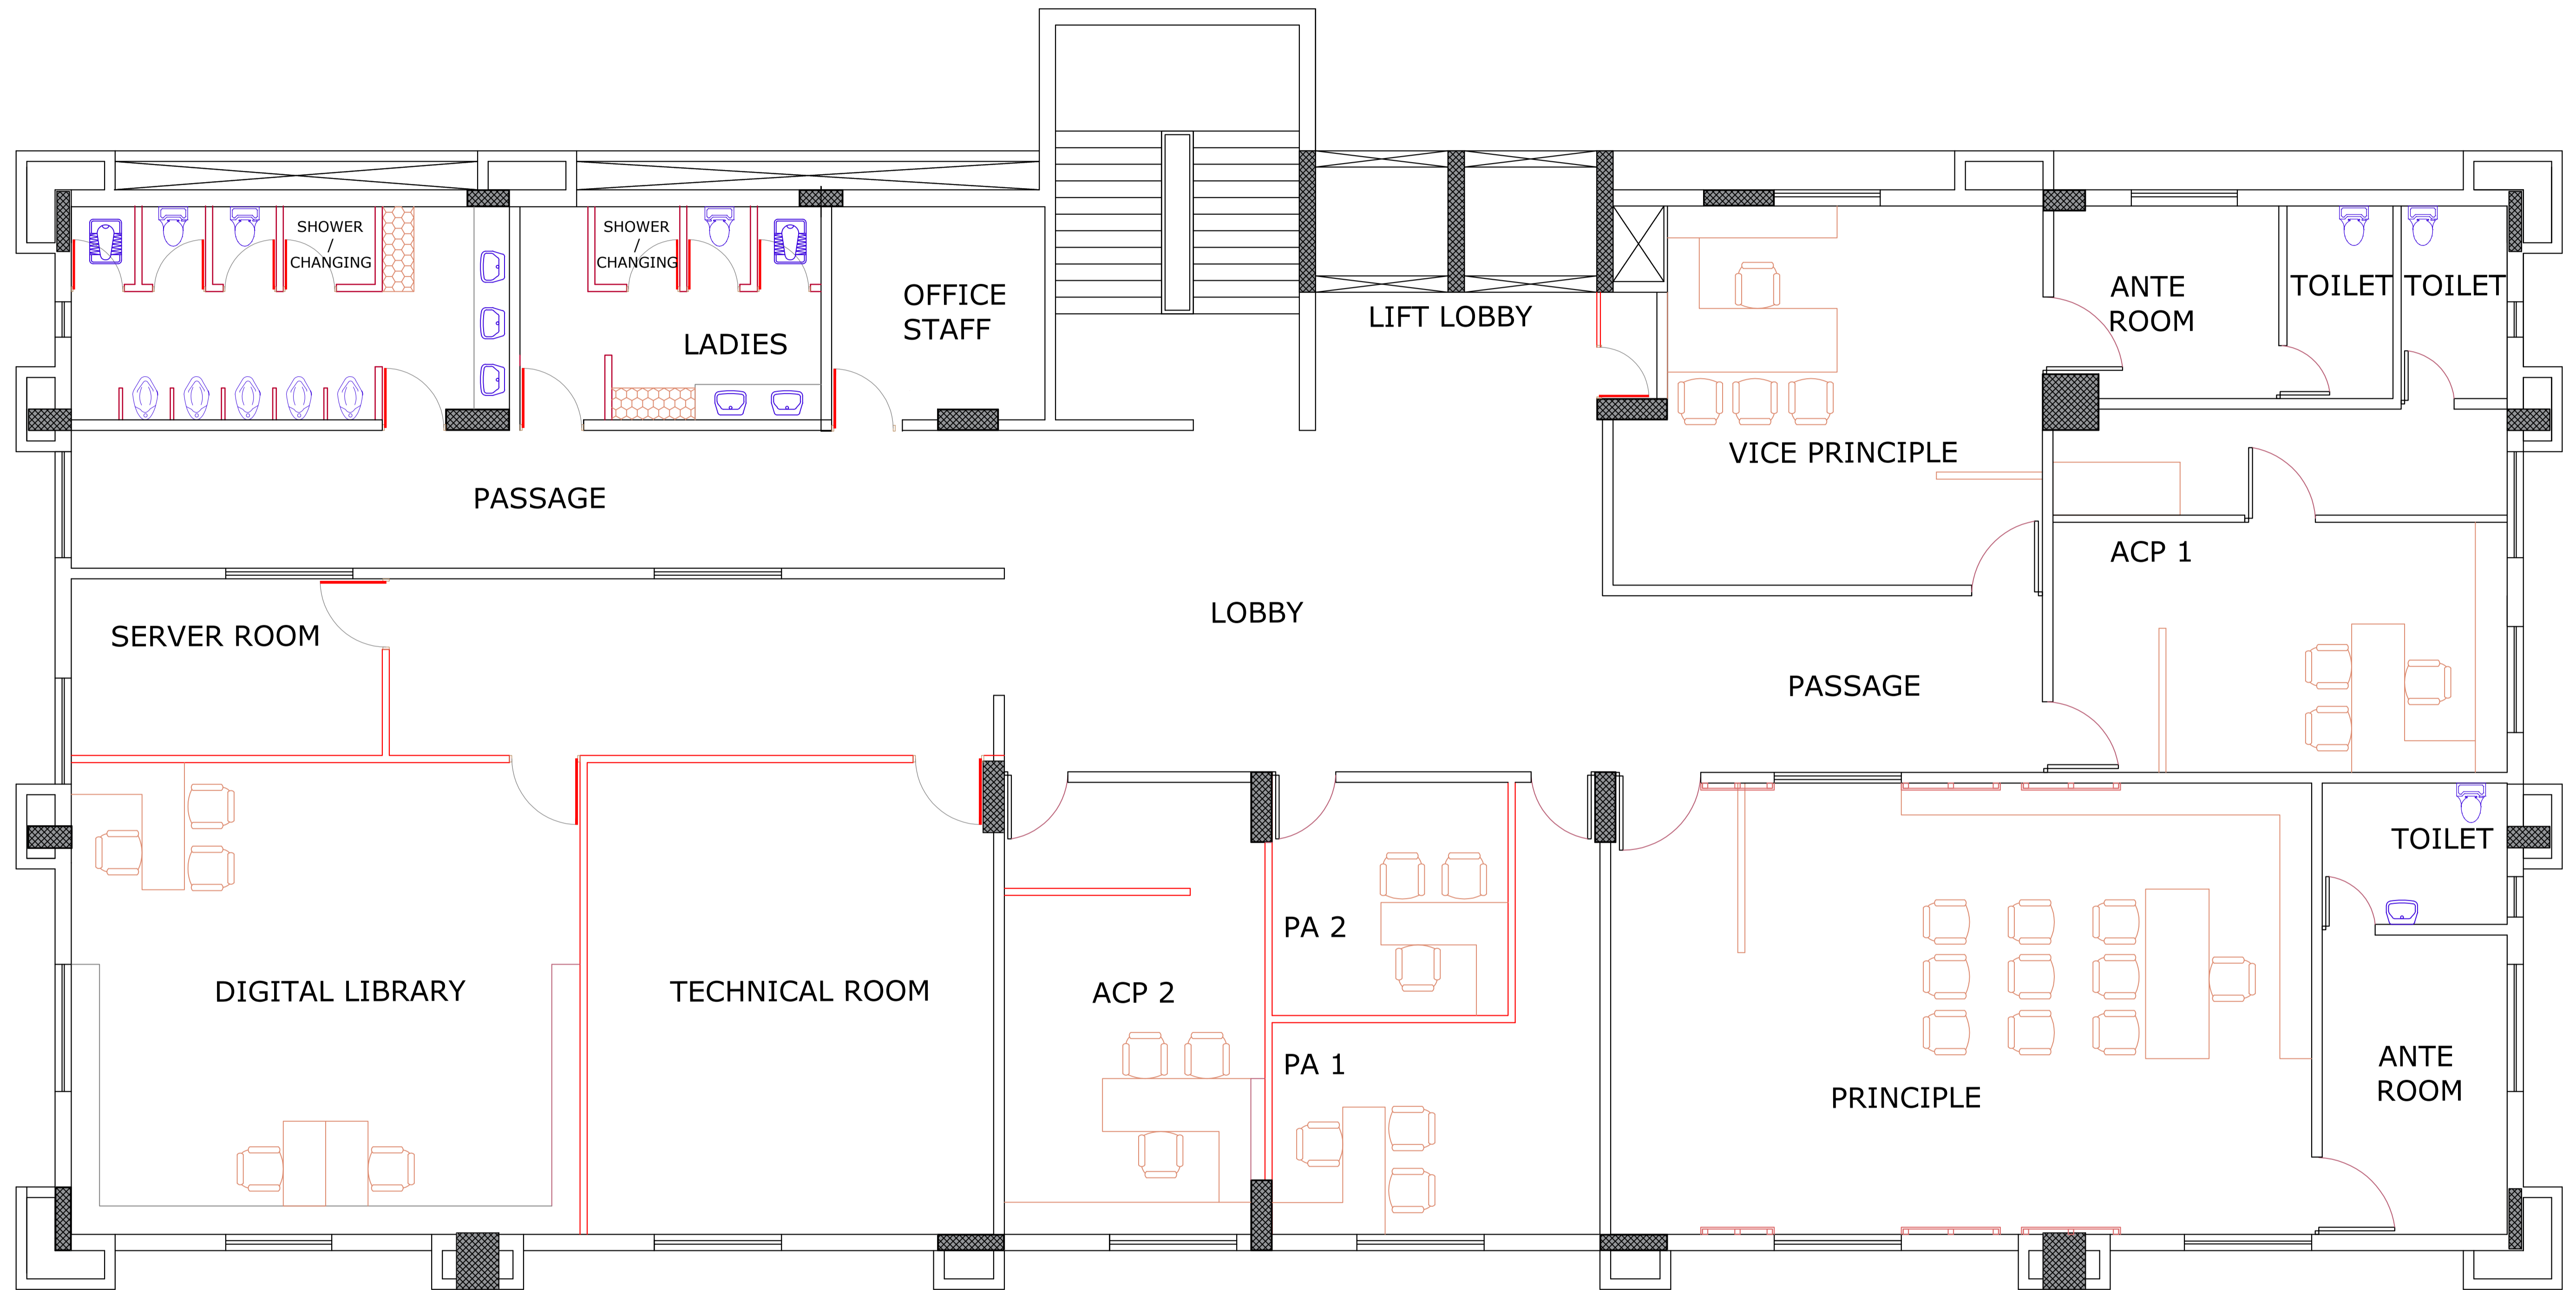 SHOWER
/
CHANGING
SHOWER
/
CHANGING
OFFICE
STAFF
LADIES
LIFT LOBBY
ANTE
ROOM
TOILET
TOILET
VICE PRINCIPLE
PASSAGE
ACP 1
LOBBY
SERVER ROOM
PASSAGE
TOILET
PA 2
DIGITAL LIBRARY
TECHNICAL ROOM
ACP 2
PA 1
PRINCIPLE
ANTE
ROOM